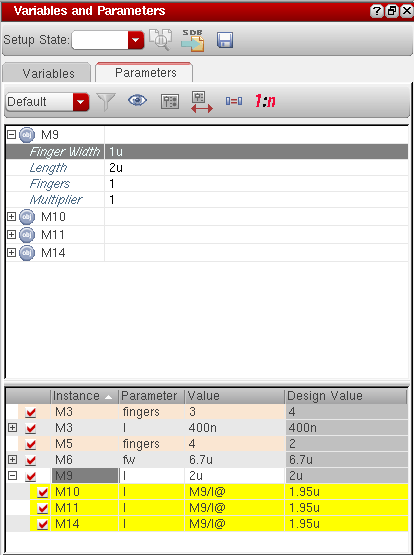 Variables and Parameters
Setup State:
SDB
Variables Parameters
Default 1:n
M9
Finger Width 1u
Length 2u
Fingers 1
Multiplier 1
M10
M11
M14
Instance Parameter Value Design Value
M3 fingers 3 4
M3 l 400n 400n
M5 fingers 4 2
M6 fw 6.7u 6.7u
M9 l 2u 2u
M10 l M9/l@ 1.95u
M11 l M9/l@ 1.95u
M14 l M9/l@ 1.95u